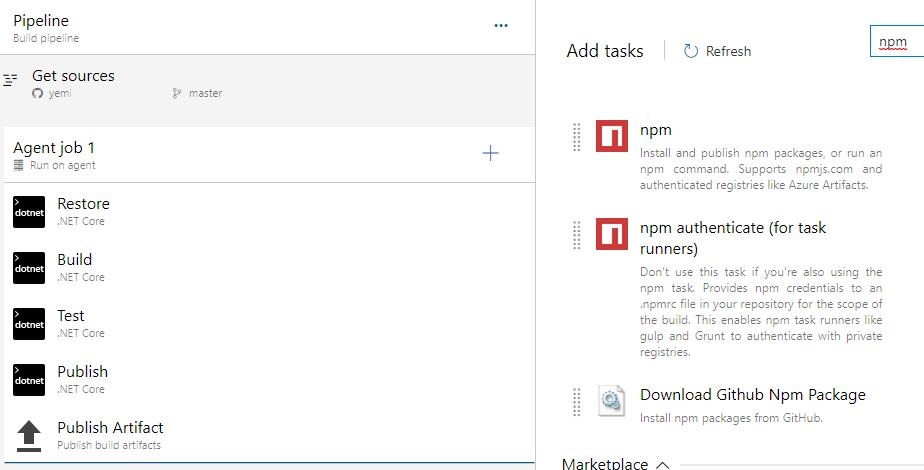 Pipeline
...
Build pipeline
Get sources
yemi
master
Agent job 1
Run on agent
dotnet
Restore
.NET Core
dotnet
Build
.NET Core
dotnet
Test
.NET Core
dotnet
Publish
.NET Core
Publish Artifact
Publish build artifacts
Add tasks
Refresh
npm
npm
Install and publish npm packages, or run an
npm command. Supports npmjs.com and
authenticated registries like Azure Artifacts.
npm authenticate (for task
runners)
Don't use this task if you're also using the
npm task. Provides npm credentials to an
.npmrc file in your repository for the scope of
the build. This enables npm task runners like
gulp and Grunt to authenticate with private
registries.
Download Github Npm Package
Install npm packages from GitHub.
Marketplace